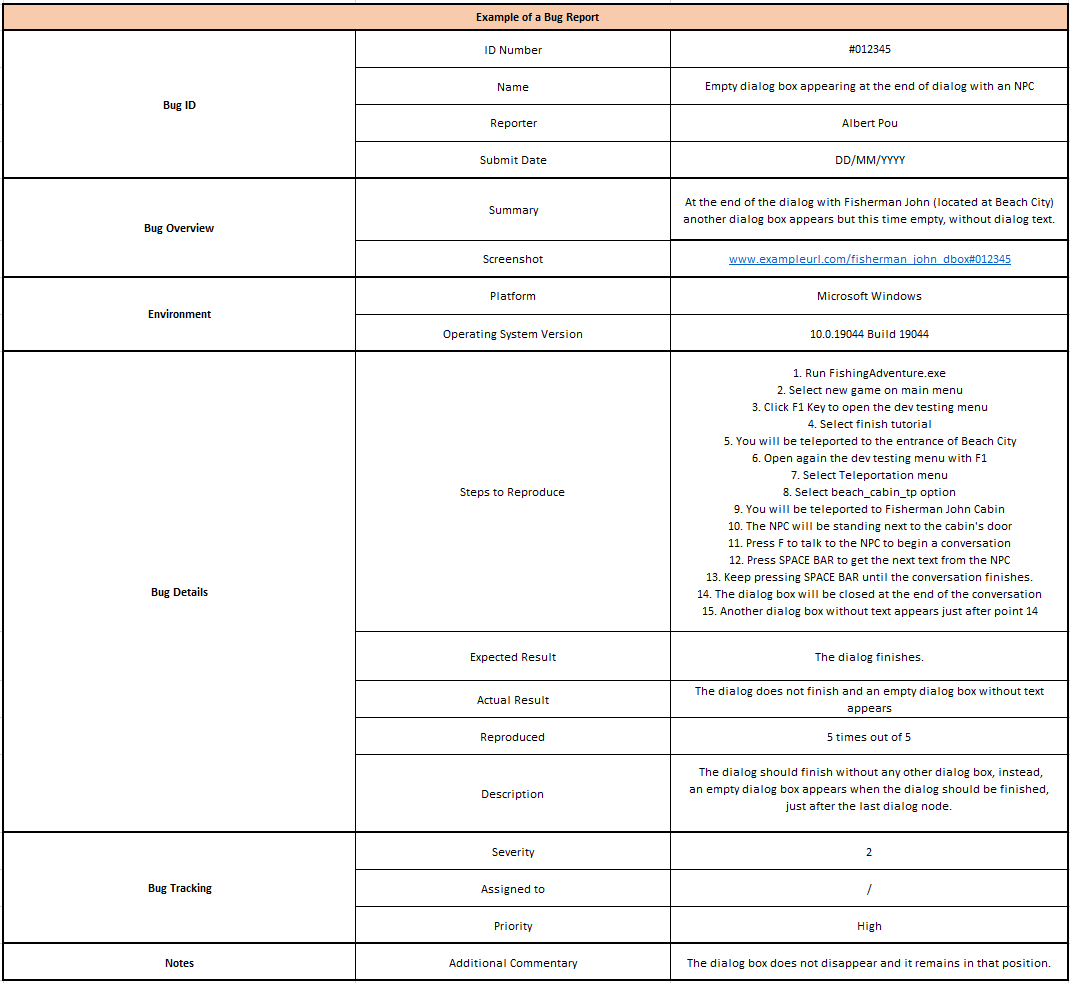 Example of a Bug Report
Bug ID
ID Number
#012345
Name
Empty dialog box appearing at the end of dialog with an NPC
Reporter
Albert Pou
Submit Date
DD/MM/YYYY
Bug Overview
Summary
At the end of the dialog with Fisherman John (located at Beach City)
another dialog box appears but this time empty, without dialog text.
Screenshot
www.exampleurl.com/fisherman_john_dbox#012345
Environment
Platform
Microsoft Windows
Operating System Version
10.0.19044 Build 19044
Bug Details
Steps to Reproduce
1. Run FishingAdventure.exe
2. Select new game on main menu
3. Click F1 Key to open the dev testing menu
4. Select finish tutorial
5. You will be teleported to the entrance of Beach City
6. Open again the dev testing menu with F1
7. Select Teleportation menu
8. Select beach_cabin_tp option
9. You will be teleported to Fisherman John Cabin
10. The NPC will be standing next to the cabin's door
11. Press F to talk to the NPC to begin a conversation
12. Press SPACE BAR to get the next text from the NPC
13. Keep pressing SPACE BAR until the conversation finishes.
14. The dialog box will be closed at the end of the conversation
15. Another dialog box without text appears just after point 14
Expected Result
The dialog finishes.
Actual Result
The dialog does not finish and an empty dialog box without text
appears
Reproduced
5 times out of 5
Description
The dialog should finish without any other dialog box, instead,
an empty dialog box appears when the dialog should be finished,
just after the last dialog node.
Bug Tracking
Severity
2
Assigned to
/
Priority
High
Notes
Additional Commentary
The dialog box does not disappear and it remains in that position.